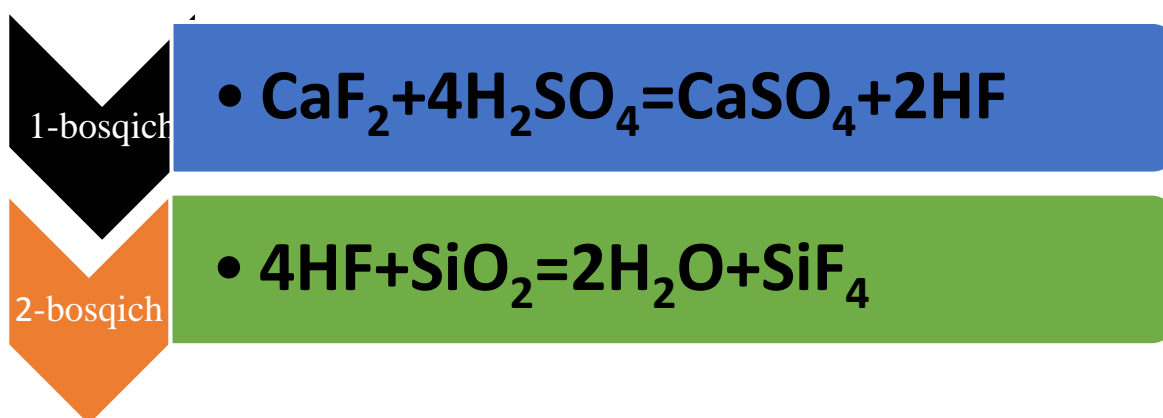 1-bosqich
• CaF₂+4H₂SO₄=CaSO₄+2HF
2-bosqich
• 4HF+SiO₂=2H₂O+SiF₄